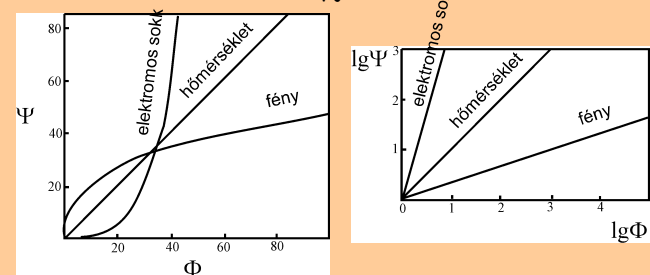 80
60
Ψ
40
20
20
40
60
80
Φ
elektromos sokk
hőmérséklet
fény
lgΨ
3
2
1
0
1
2
3
4
lgΦ
elektromos so
hőmérséklet
fény